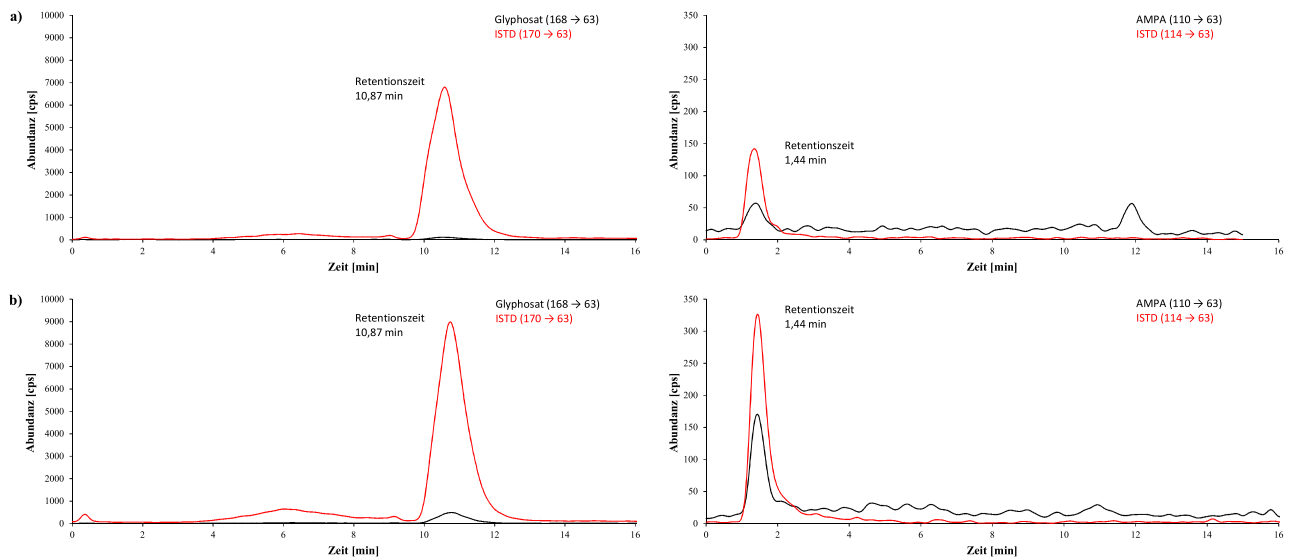 a)
Glyphosat (168 → 63)
ISTD (170 → 63)
Retentionszeit
10,87 min
Abundanz [cps]
10000
9000
8000
7000
6000
5000
4000
3000
2000
1000
0
0 2 4 6 8 10 12 14 16
Zeit [min]
AMPA (110 → 63)
ISTD (114 → 63)
Retentionszeit
1,44 min
Abundanz [cps]
350
300
250
200
150
100
50
0
0 2 4 6 8 10 12 14 16
Zeit [min]
b)
Glyphosat (168 → 63)
ISTD (170 → 63)
Retentionszeit
10,87 min
Abundanz [cps]
10000
9000
8000
7000
6000
5000
4000
3000
2000
1000
0
0 2 4 6 8 10 12 14 16
Zeit [min]
AMPA (110 → 63)
ISTD (114 → 63)
Retentionszeit
1,44 min
Abundanz [cps]
350
300
250
200
150
100
50
0
0 2 4 6 8 10 12 14 16
Zeit [min]